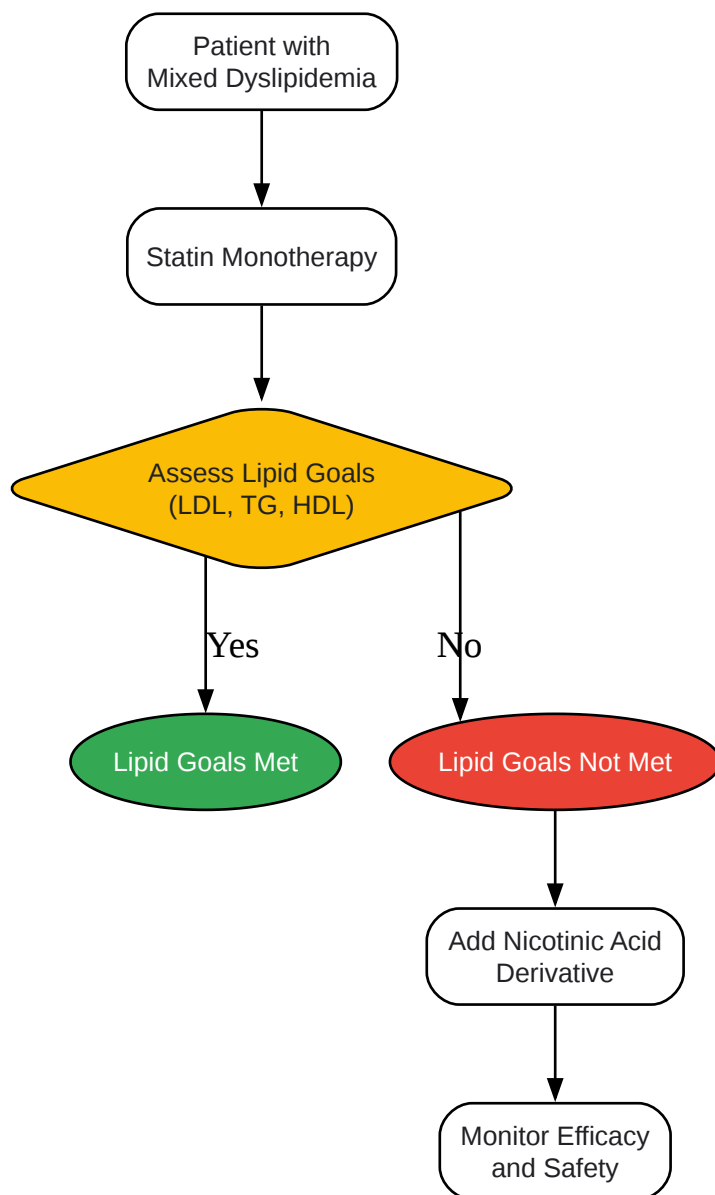 Patient with
Mixed Dyslipidemia
Statin Monotherapy
Assess Lipid Goals
(LDL, TG, HDL)
Yes
No
Lipid Goals Met
Lipid Goals Not Met
Add Nicotinic Acid
Derivative
Monitor Efficacy
and Safety